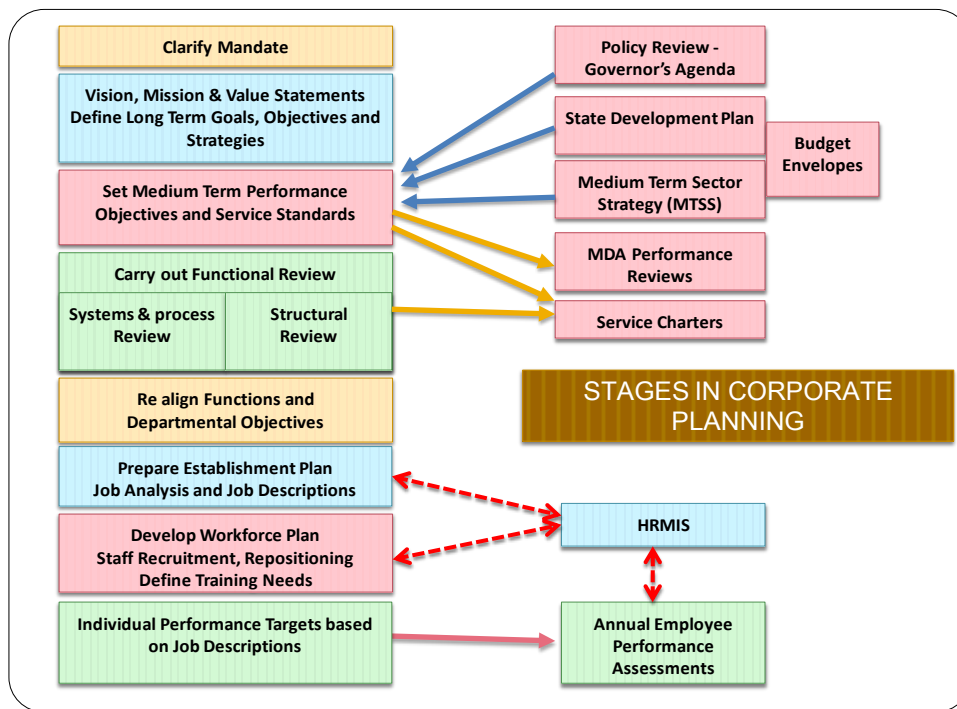 Clarify Mandate
Vision, Mission & Value Statements
Define Long Term Goals, Objectives and
Strategies
Set Medium Term Performance
Objectives and Service Standards
Carry out Functional Review
Systems & process
Review
Structural
Review
Re align Functions and
Departmental Objectives
Prepare Establishment Plan
Job Analysis and Job Descriptions
Develop Workforce Plan
Staff Recruitment, Repositioning
Define Training Needs
Individual Performance Targets based
on Job Descriptions
Policy Review -
Governor's Agenda
State Development Plan
Medium Term Sector
Strategy (MTSS)
Budget
Envelopes
MDA Performance
Reviews
Service Charters
STAGES IN CORPORATE
PLANNING
HRMIS
Annual Employee
Performance
Assessments